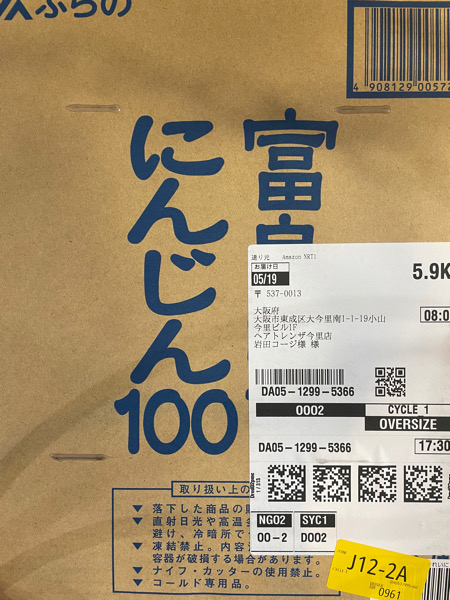 ふらの
4 908129 00572
富良
にんじん
100
送り元 Amazon NRT1
お届け日
05/19
5.9K
〒 537-0013
大阪府
大阪市東成区大今里南1-1-19小山
今里ビル1F
ヘアトレンザ今里店
岩田コージ様 様
08:0
DA05-1299-5366
0002
CYCLE 1
OVERSIZE
DA05-1299-5366
17:30
NG02
SYC1
00-2
D002
J12-2A
0961
取り扱い上の
▼ 落下した商品の
▼ 直射日光や高温
避け、冷暗所で
▼ 凍結禁止。内容
容器が破損する場合があります。
▼ ナイフ・カッターの使用禁止。
▼ コールド専用品。